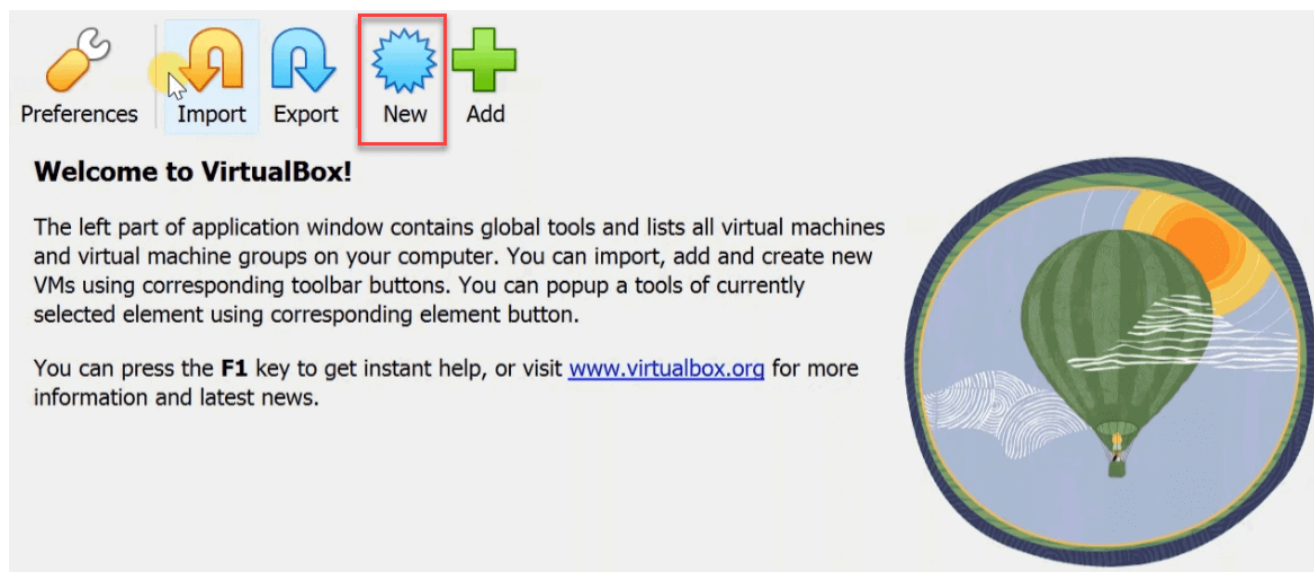 Preferences Import Export New Add
Welcome to VirtualBox!
The left part of application window contains global tools and lists all virtual machines
and virtual machine groups on your computer. You can import, add and create new
VMs using corresponding toolbar buttons. You can popup a tools of currently
selected element using corresponding element button.
You can press the F1 key to get instant help, or visit www.virtualbox.org for more
information and latest news.